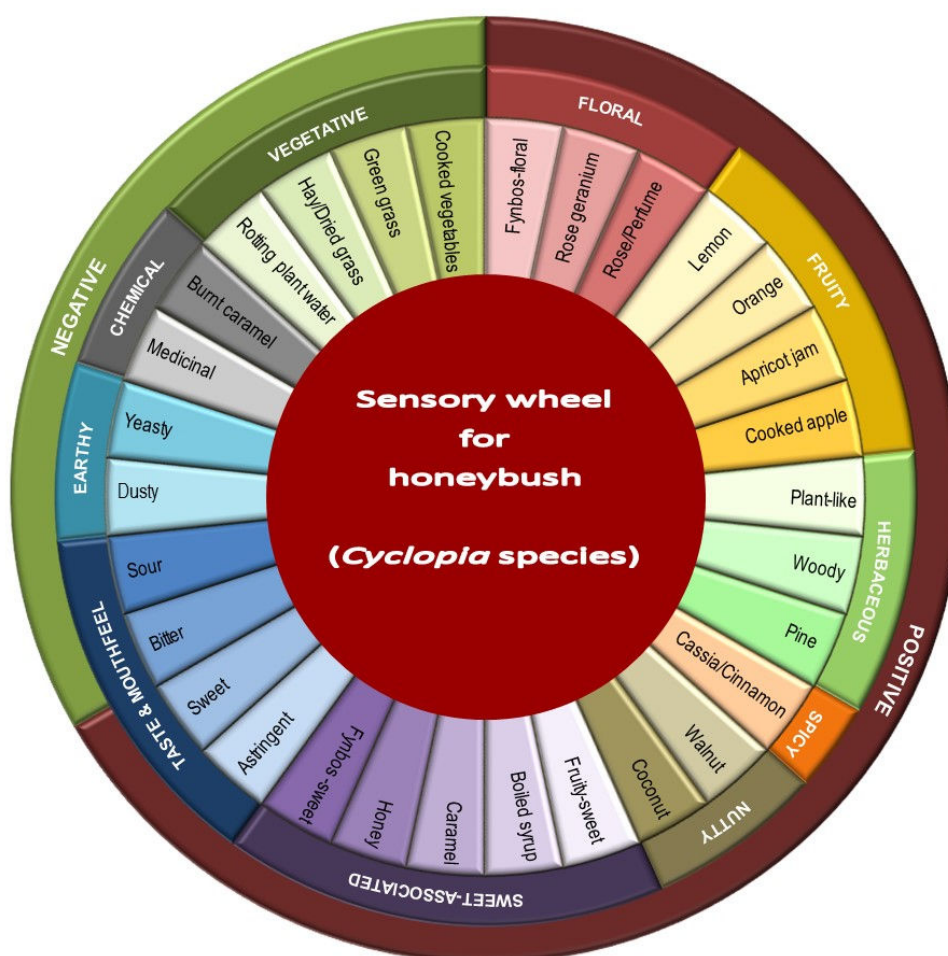 Sensory wheel
for
honeybush
(Cyclopia species)
POSITIVE
FLORAL
Fynbos-floral
Rose geranium
Rose/Perfume
FRUITY
Lemon
Orange
Apricot jam
Cooked apple
HERBACEOUS
Plant-like
Woody
Pine
SPICY
Cassia/Cinnamon
NUTTY
Walnut
Coconut
SWEET-ASSOCIATED
Fruity-sweet
Boiled syrup
Caramel
Honey
Fynbos-sweet
TASTE & MOUTHFEEL
Astringent
Sweet
Bitter
Sour
NEGATIVE
EARTHY
Dusty
Yeasty
CHEMICAL
Medicinal
Burnt caramel
VEGETATIVE
Rotting plant water
Hay/Dried grass
Green grass
Cooked vegetables